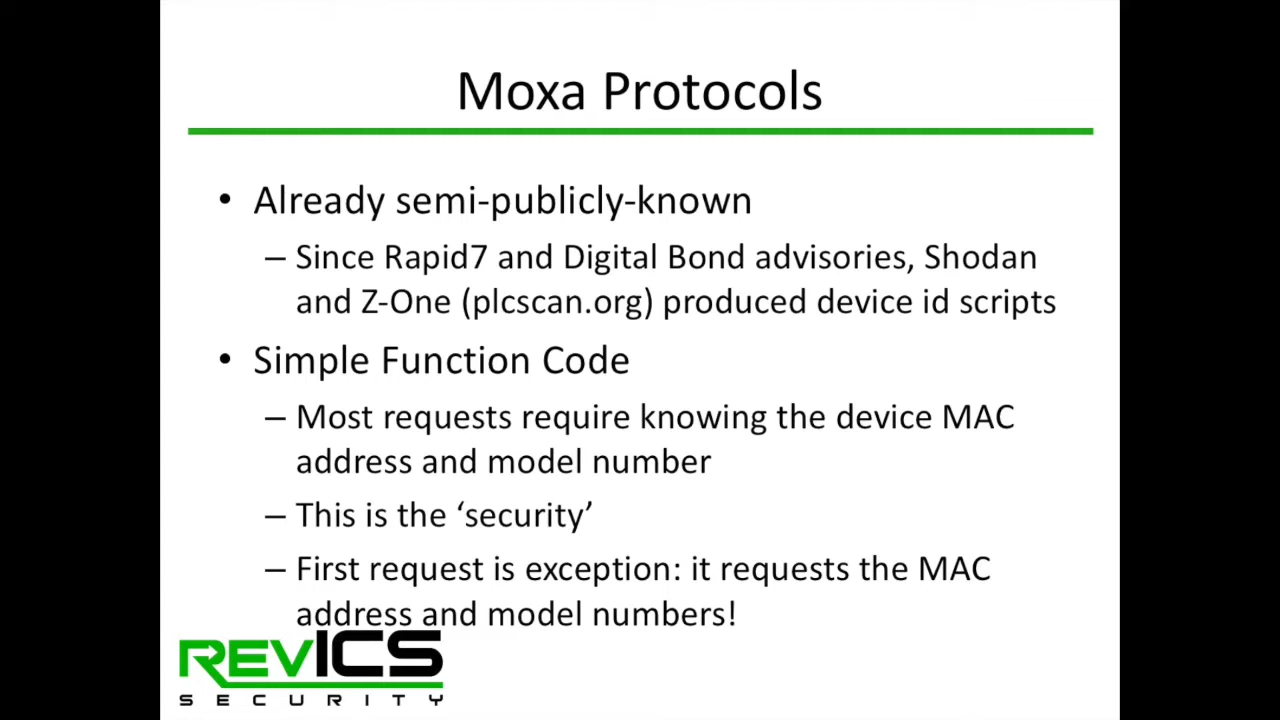 Moxa Protocols
• Already semi-publicly-known
– Since Rapid7 and Digital Bond advisories, Shodan
and Z-One (plcscan.org) produced device id scripts
• Simple Function Code
– Most requests require knowing the device MAC
address and model number
– This is the ‘security’
– First request is exception: it requests the MAC
address and model numbers!
REVICS
SECURITY